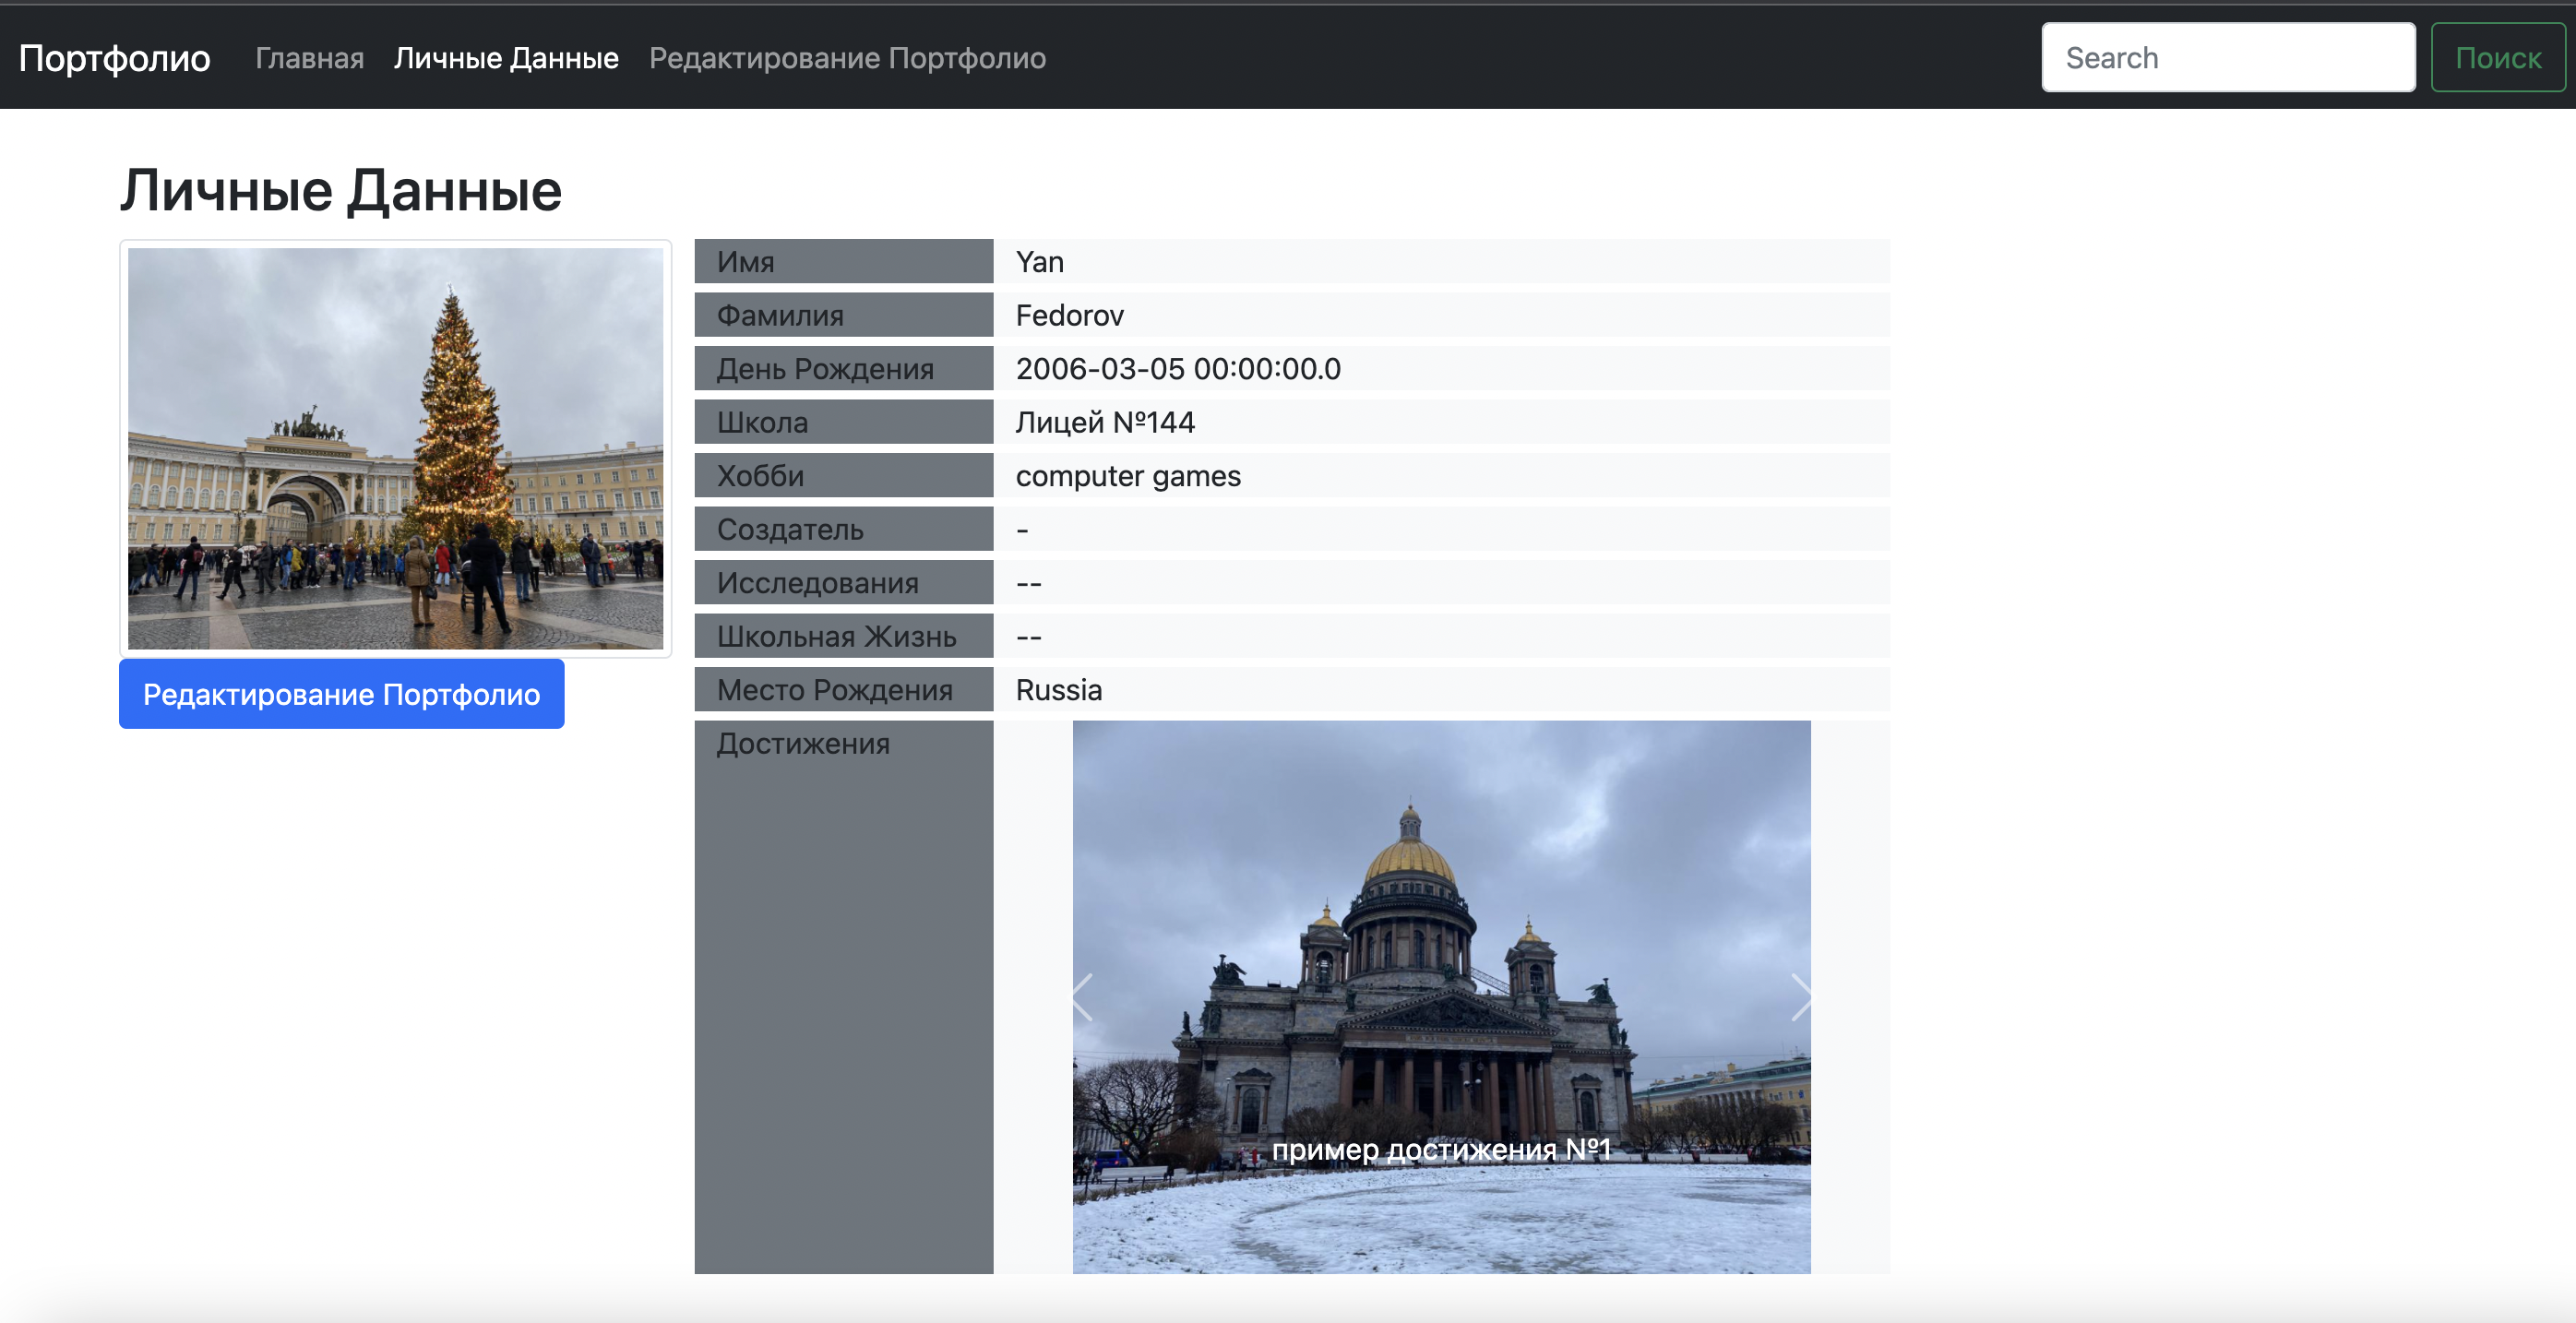 Портфолио Главная Личные Данные Редактирование Портфолио Search Поиск
Личные Данные
Имя Yan
Фамилия Fedorov
День Рождения 2006-03-05 00:00:00.0
Школа Лицей №144
Хобби computer games
Создатель -
Исследования --
Школьная Жизнь --
Место Рождения Russia
Редактирование Портфолио
Достижения
пример достижения №1